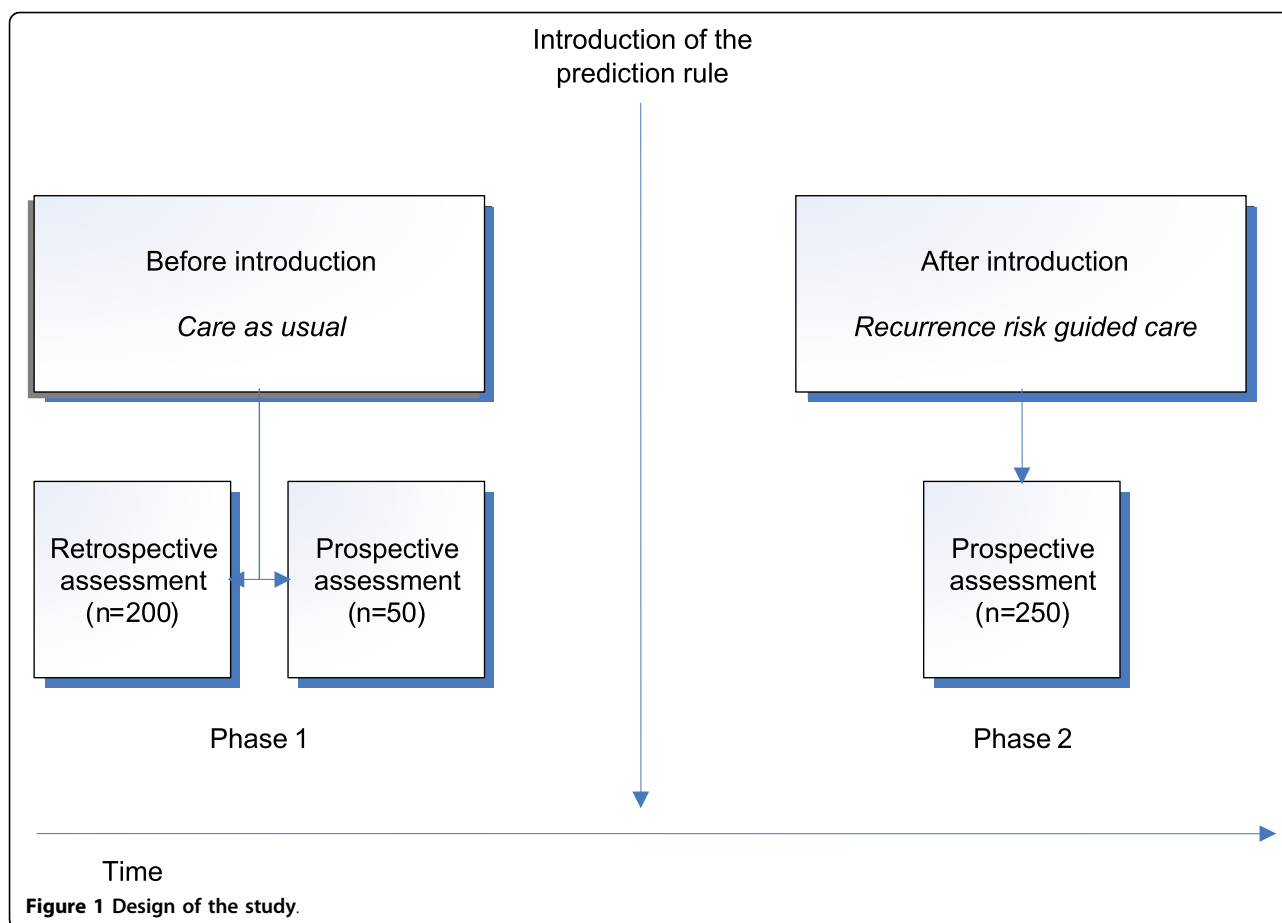 Introduction of the
prediction rule
Before introduction
Care as usual
After introduction
Recurrence risk guided care
Retrospective
assessment
(n=200)
Prospective
assessment
(n=50)
Prospective
assessment
(n=250)
Phase 1
Phase 2
Time
Figure 1 Design of the study.